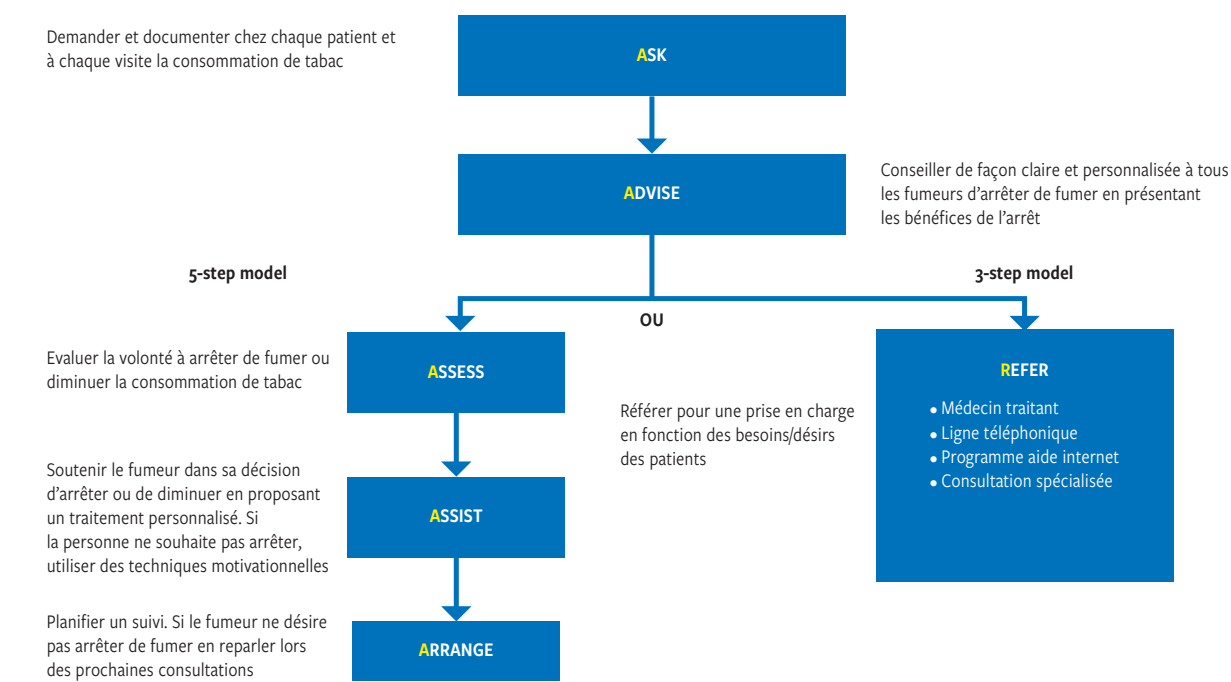 Demander et documenter chez chaque patient et
à chaque visite la consommation de tabac
ASK
ADVISE
Conseiller de façon claire et personnalisée à tous
les fumeurs d’arrêter de fumer en présentant
les bénéfices de l’arrêt
5-step model
3-step model
OU
Evaluer la volonté à arrêter de fumer ou
diminuer la consommation de tabac
ASSESS
Référer pour une prise en charge
en fonction des besoins/désirs
des patients
REFER
• Médecin traitant
• Ligne téléphonique
• Programme aide internet
• Consultation spécialisée
Soutenir le fumeur dans sa décision
d’arrêter ou de diminuer en proposant
un traitement personnalisé. Si
la personne ne souhaite pas arrêter,
utiliser des techniques motivationnelles
ASSIST
Planifier un suivi. Si le fumeur ne désire
pas arrêter de fumer en reparler lors
des prochaines consultations
ARRANGE